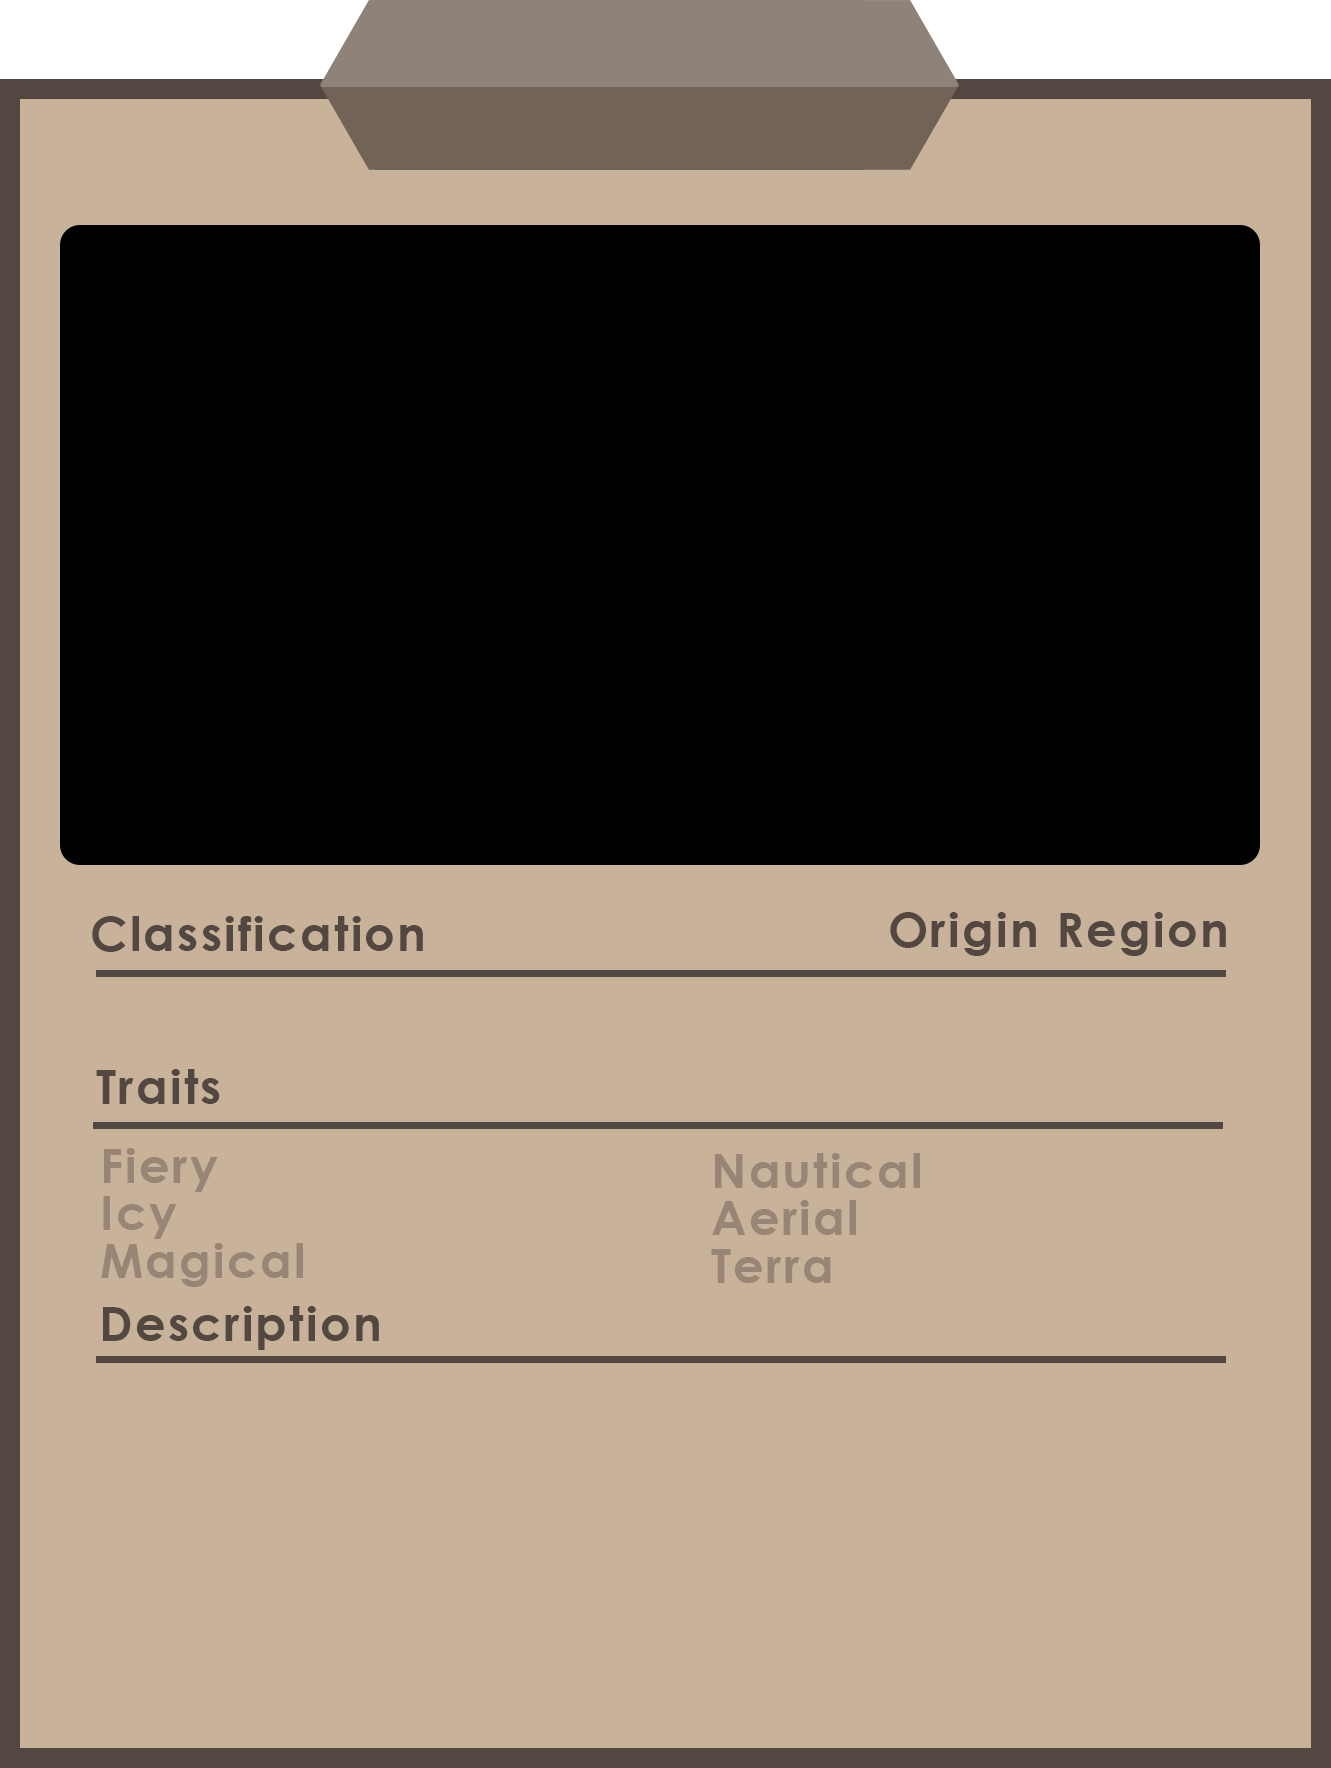 Classification Origin Region
Traits
Fiery Nautical
Icy Aerial
Magical Terra
Description